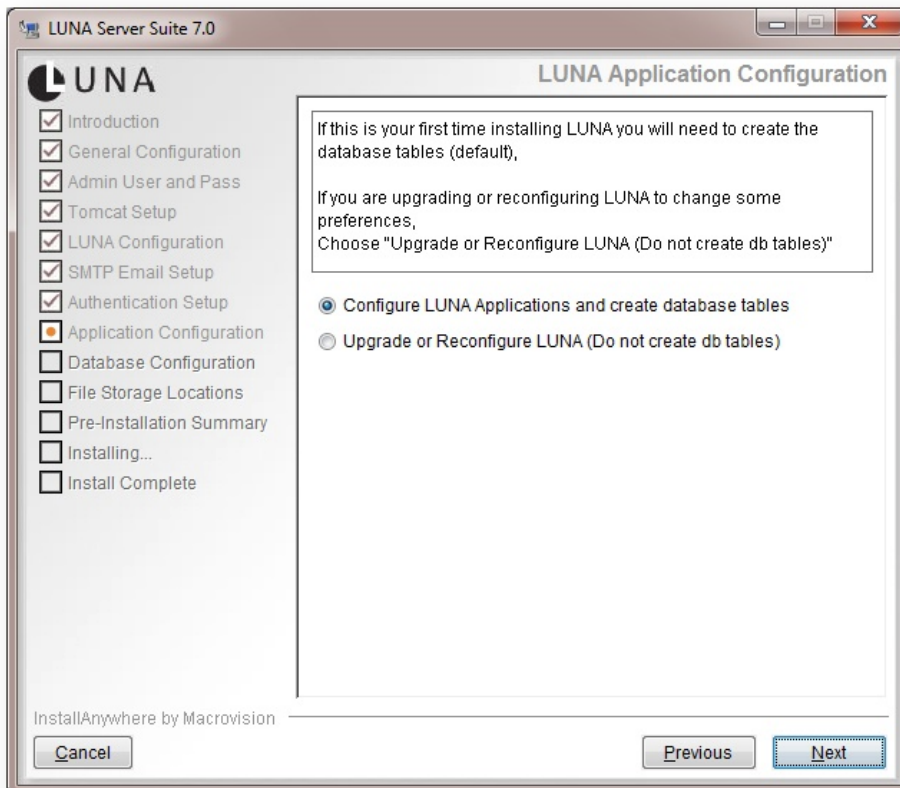 LUNA Server Suite 7.0
LUNA
LUNA Application Configuration
Introduction
General Configuration
Admin User and Pass
Tomcat Setup
LUNA Configuration
SMTP Email Setup
Authentication Setup
Application Configuration
Database Configuration
File Storage Locations
Pre-Installation Summary
Installing...
Install Complete
If this is your first time installing LUNA you will need to create the
database tables (default),
If you are upgrading or reconfiguring LUNA to change some
preferences,
Choose "Upgrade or Reconfigure LUNA (Do not create db tables)"
Configure LUNA Applications and create database tables
Upgrade or Reconfigure LUNA (Do not create db tables)
InstallAnywhere by Macrovision
Cancel
Previous
Next